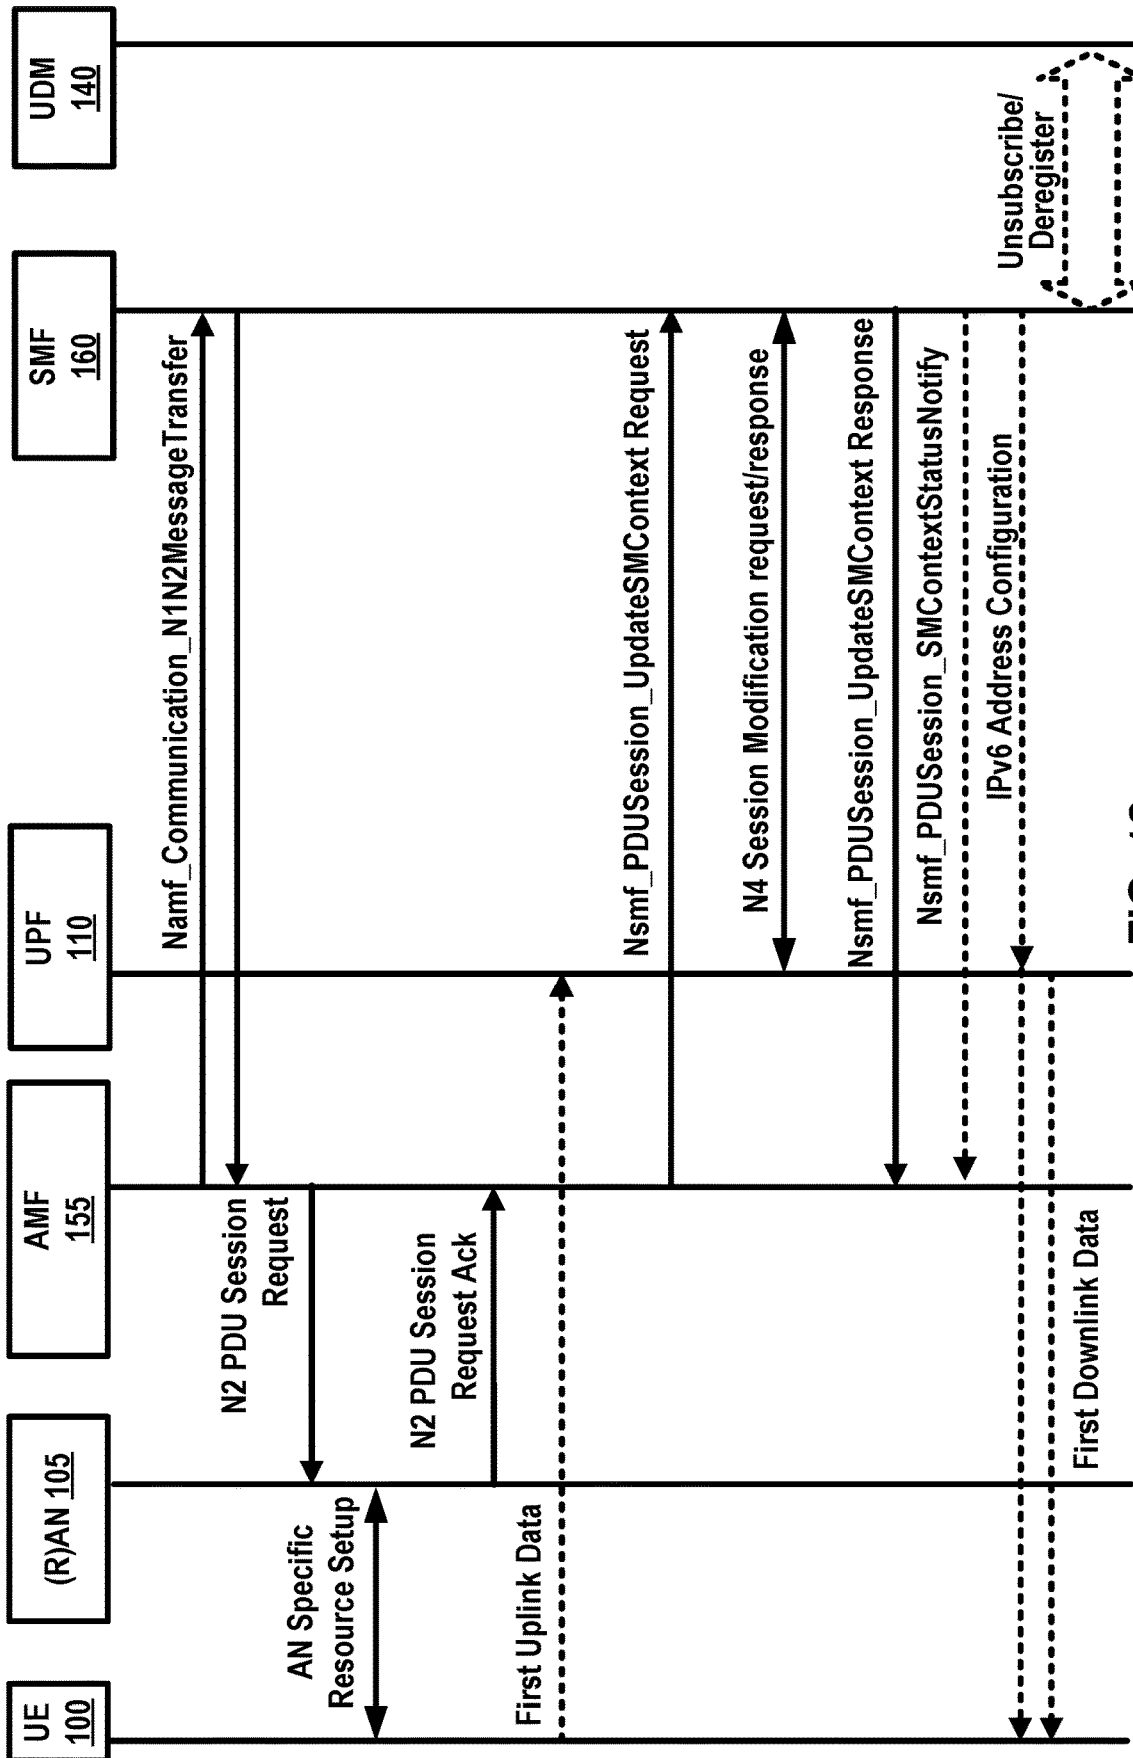 UE
100
(R)AN 105
AMF
155
UPF
110
SMF
160
UDM
140
Namf_Communication_N1N2MessageTransfer
N2 PDU Session
Request
AN Specific
Resource Setup
N2 PDU Session
Request Ack
First Uplink Data
Nsmf_PDUSession_UpdateSMContext Request
N4 Session Modification request/response
Nsmf_PDUSession_UpdateSMContext Response
Nsmf_PDUSession_SMContextStatusNotify
IPv6 Address Configuration
First Downlink Data
Unsubscribe/
Deregister